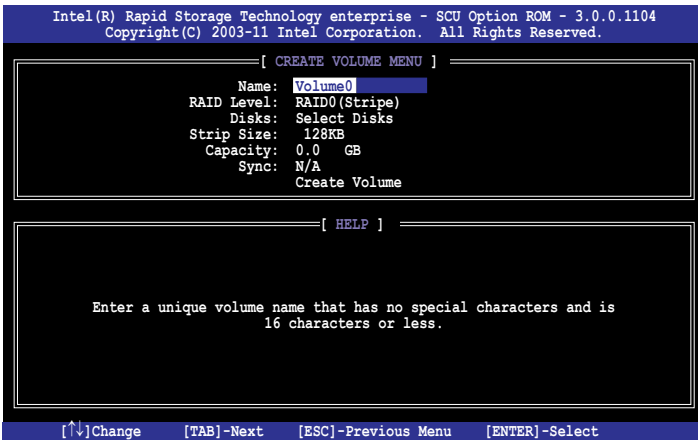 Intel(R) Rapid Storage Technology enterprise - SCU Option ROM - 3.0.0.1104
Copyright(C) 2003-11 Intel Corporation. All Rights Reserved.
[ CREATE VOLUME MENU ]
Name: Volume0
RAID Level: RAID0(Stripe)
Disks: Select Disks
Strip Size: 128KB
Capacity: 0.0 GB
Sync: N/A
Create Volume
[ HELP ]
Enter a unique volume name that has no special characters and is
16 characters or less.
[↑↓]Change [TAB]-Next [ESC]-Previous Menu [ENTER]-Select